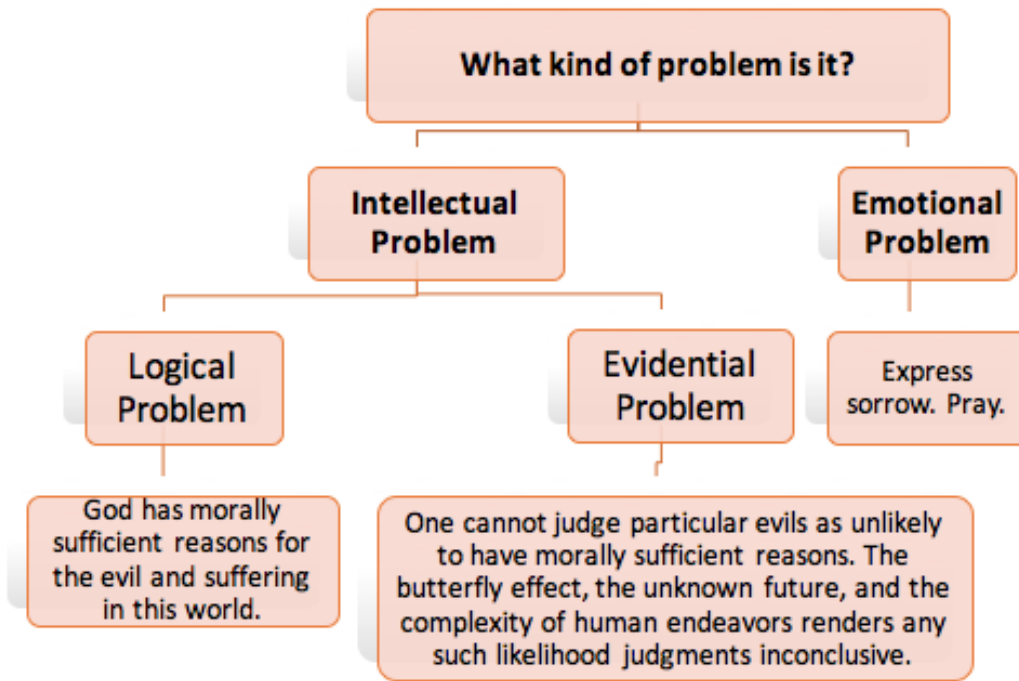 What kind of problem is it?
Intellectual
Problem
Emotional
Problem
Logical
Problem
Evidential
Problem
Express
sorrow. Pray.
God has morally
sufficient reasons for
the evil and suffering
in this world.
One cannot judge particular evils as unlikely
to have morally sufficient reasons. The
butterfly effect, the unknown future, and the
complexity of human endeavors renders any
such likelihood judgments inconclusive.